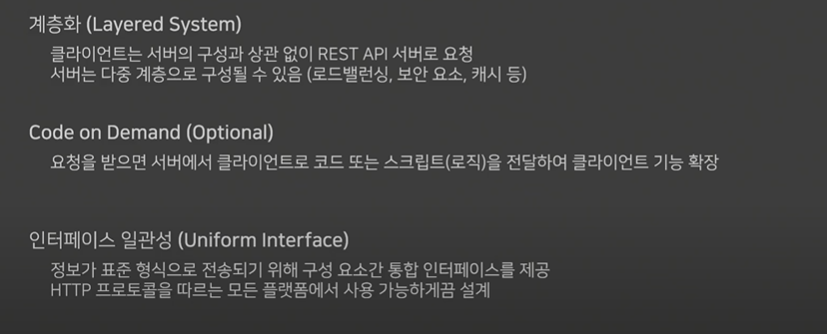 계층화 (Layered System)
클라이언트는 서버의 구성과 상관 없이 REST API 서버로 요청
서버는 다중 계층으로 구성될 수 있음 (로드밸런싱, 보안 요소, 캐시 등)
Code on Demand (Optional)
요청을 받으면 서버에서 클라이언트로 코드 또는 스크립트(로직)을 전달하여 클라이언트 기능 확장
인터페이스 일관성 (Uniform Interface)
정보가 표준 형식으로 전송되기 위해 구성 요소간 통합 인터페이스를 제공
HTTP 프로토콜을 따르는 모든 플랫폼에서 사용 가능하게끔 설계